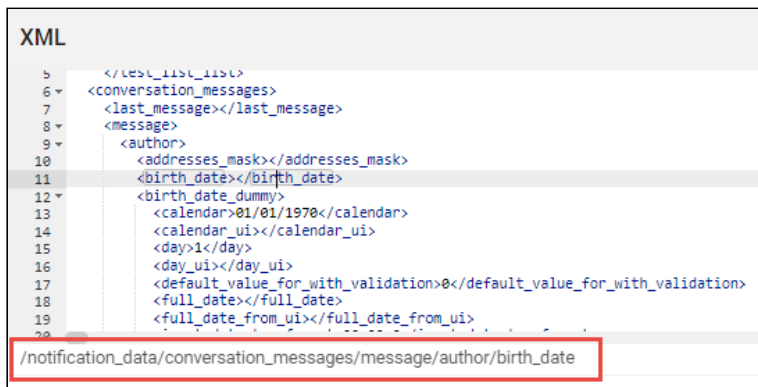 XML
5 </test_list_list>
6 <conversation_messages>
7 <last_message></last_message>
8 <message>
9 <author>
10 <addresses_mask></addresses_mask>
11 <birth_date></birth_date>
12 <birth_date_dummy>
13 <calendar>01/01/1970</calendar>
14 <calendar_ui></calendar_ui>
15 <day>1</day>
16 <day_ui></day_ui>
17 <default_value_for_with_validation>0</default_value_for_with_validation>
18 <full_date></full_date>
19 <full_date_from_ui></full_date_from_ui>
20
/notification_data/conversation_messages/message/author/birth_date